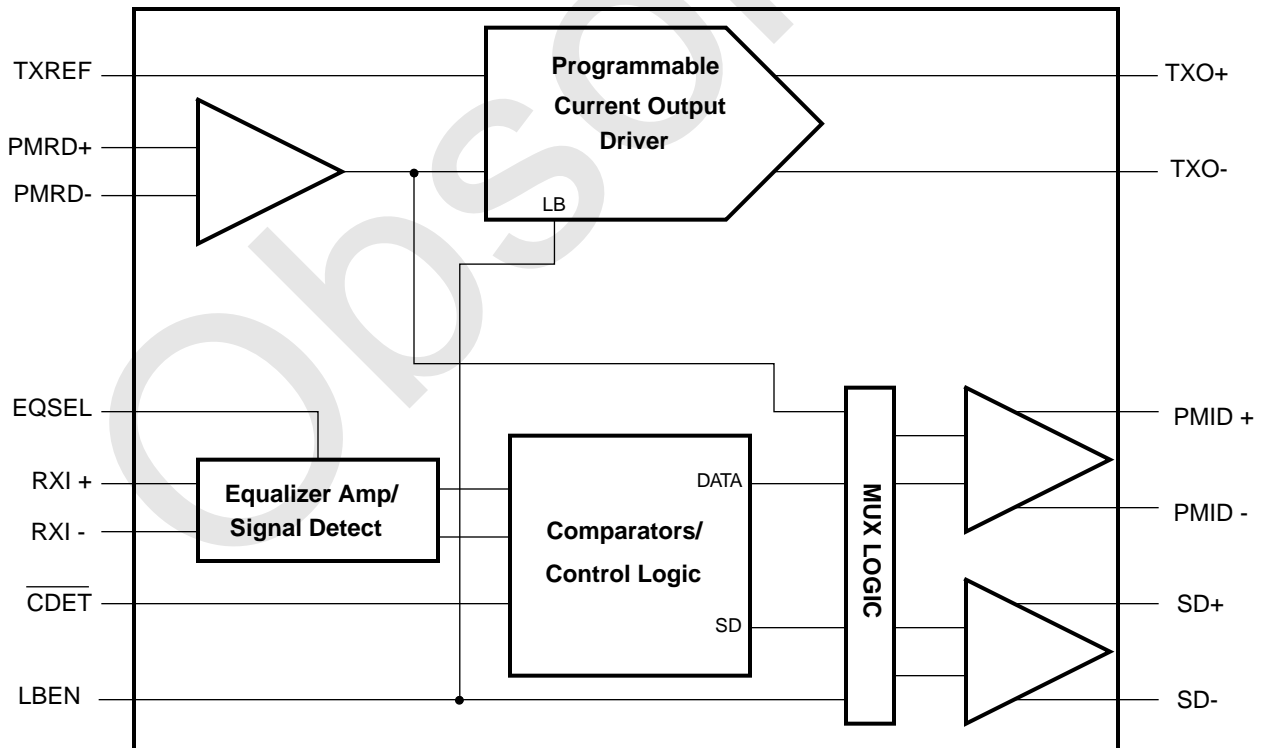 TXREF
PMRD+
PMRD-
Programmable
Current Output
Driver
LB
TXO+
TXO-
EQSEL
RXI +
RXI -
CDET
LBEN
Equalizer Amp/
Signal Detect
Comparators/
Control Logic
DATA
SD
MUX LOGIC
PMID +
PMID -
SD+
SD-
Obso